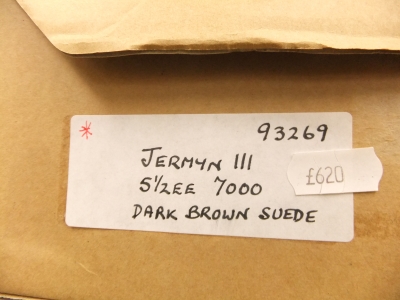 * 93269
JERMYN III
5½EE 7000
£620
DARK BROWN SUEDE